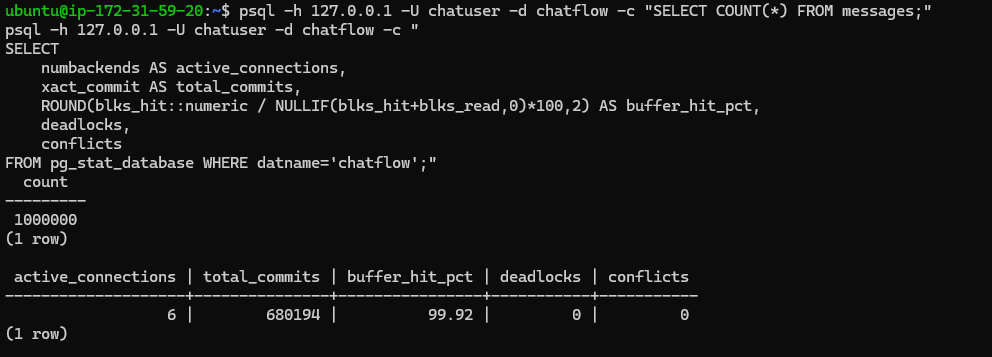 ubuntu@ip-172-31-59-20:~$ psql -h 127.0.0.1 -U chatuser -d chatflow -c "SELECT COUNT(*) FROM messages;"
psql -h 127.0.0.1 -U chatuser -d chatflow -c "
SELECT
    numbackends AS active_connections,
    xact_commit AS total_commits,
    ROUND(blks_hit::numeric / NULLIF(blks_hit+blks_read,0)*100,2) AS buffer_hit_pct,
    deadlocks,
    conflicts
FROM pg_stat_database WHERE datname='chatflow';"
  count
---------
 1000000
(1 row)

 active_connections | total_commits | buffer_hit_pct | deadlocks | conflicts
--------------------+---------------+----------------+-----------+-----------
                  6 |        680194 |          99.92 |         0 |         0
(1 row)